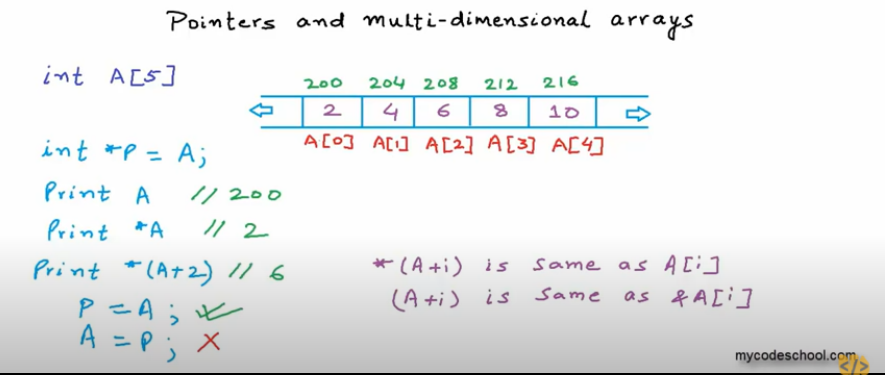 Pointers and multi-dimensional arrays
int A[5]
200 204 208 212 216
2 4 6 8 10
A[0] A[1] A[2] A[3] A[4]
int *P = A;
Print A // 200
Print *A // 2
Print *(A+2) // 6
*(A+i) is same as A[i]
(A+i) is same as &A[i]
P = A;
A = P;
mycodeschool.com